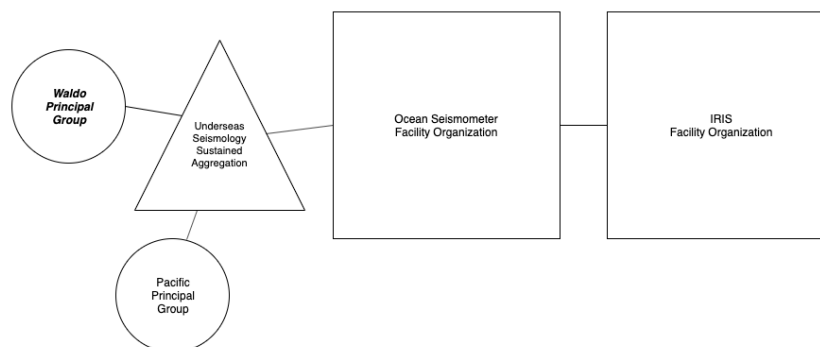 Waldo
Principal
Group
Underseas
Seismology
Sustained
Aggregation
Ocean Seismometer
Facility Organization
IRIS
Facility Organization
Pacific
Principal
Group